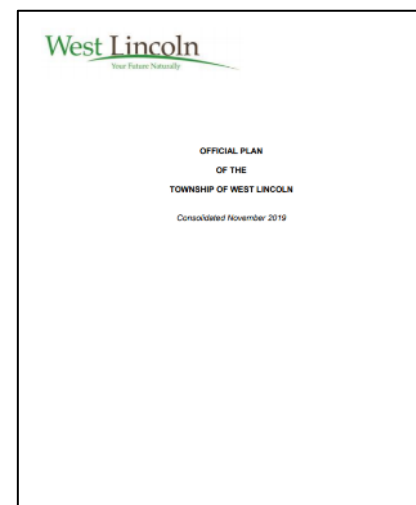 West Lincoln
Your Future Naturally
OFFICIAL PLAN
OF THE
TOWNSHIP OF WEST LINCOLN
Consolidated November 2019